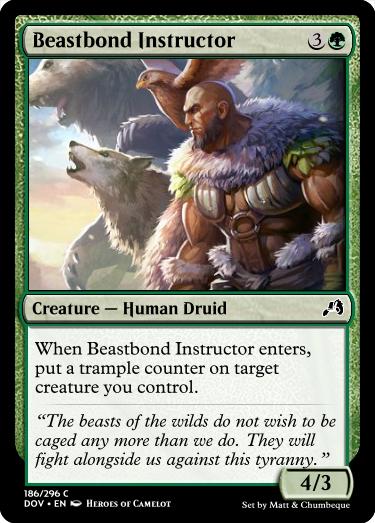 Beastbond Instructor 3
Creature — Human Druid
When Beastbond Instructor enters,
put a trample counter on target
creature you control.
“The beasts of the wilds do not wish to be
caged any more than we do. They will
fight alongside us against this tyranny.”
4/3
186/296 C
DOV • EN Heroes of Camelot
Set by Matt & Chumbeque